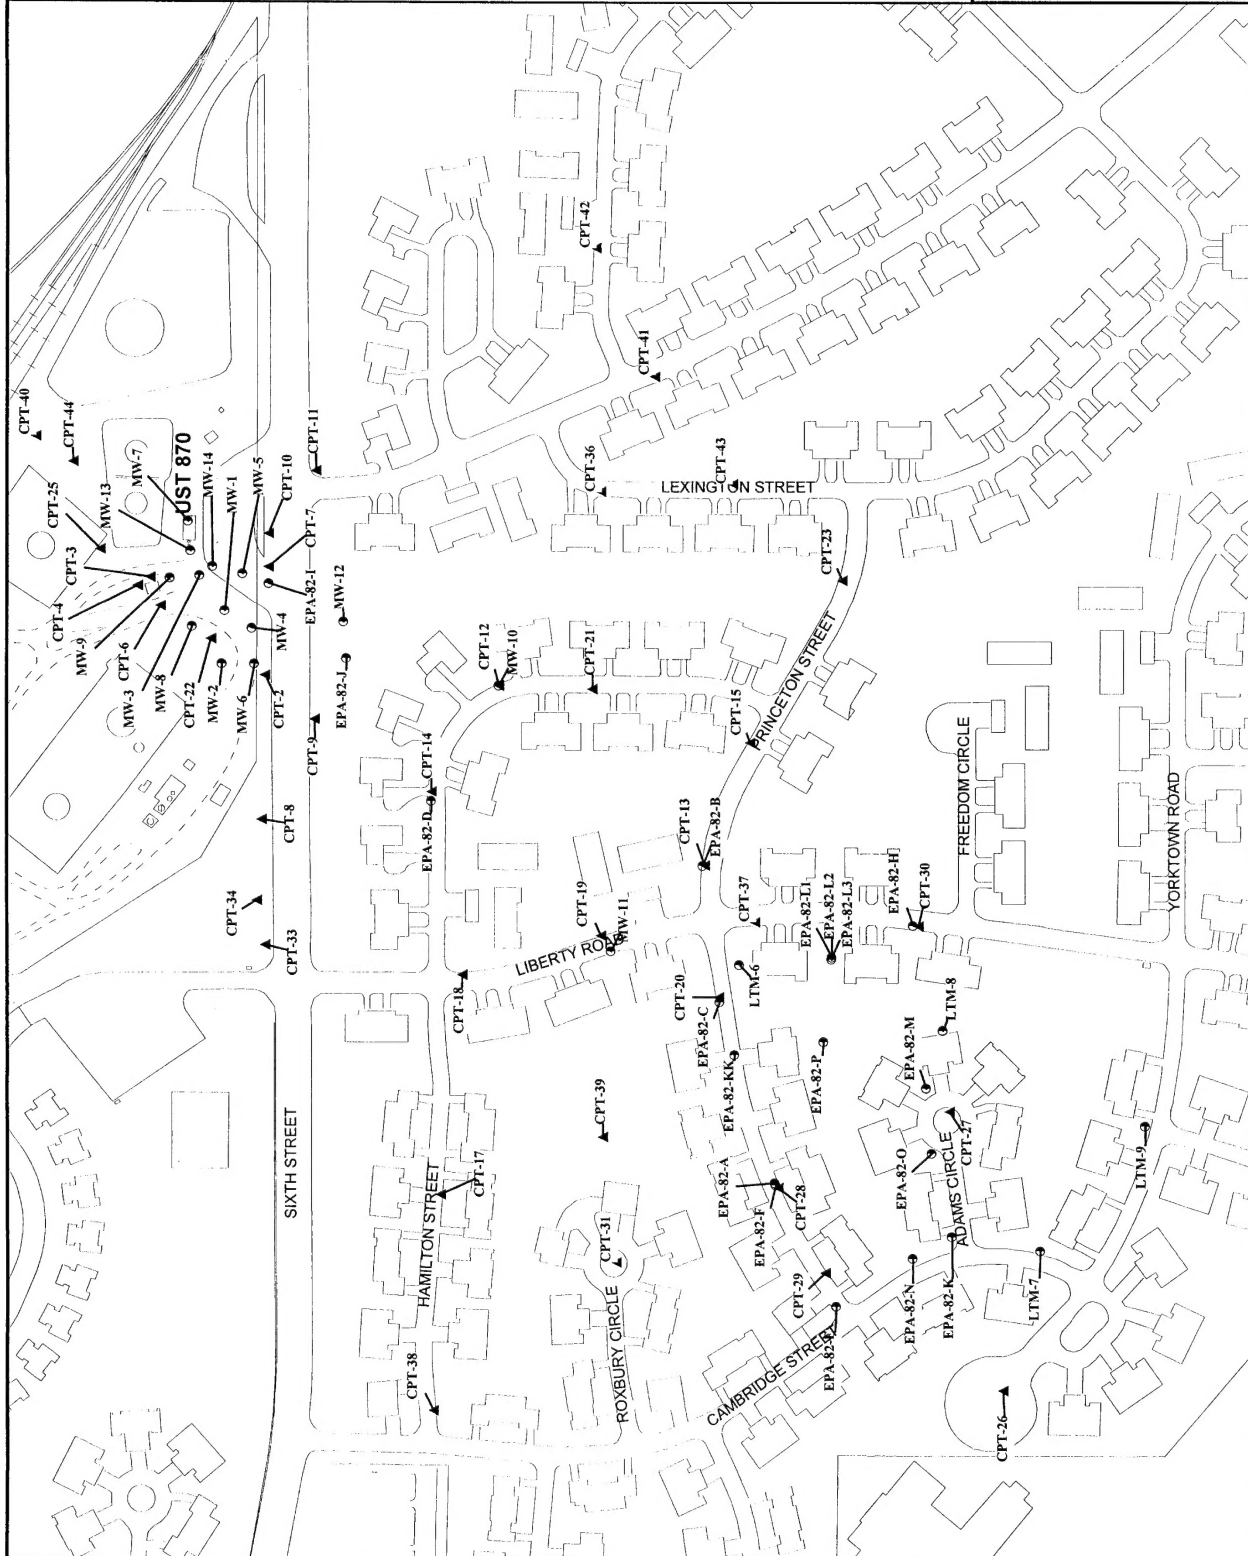 CPT-40
CPT-44
CPT-25
CPT-3
CPT-4
MW-9
CPT-6
MW-3
MW-8
CPT-22
MW-2
MW-6
CPT-2
MW-13
MW-7
UST 870
MW-14
MW-1
MW-5
CPT-10
CPT-11
CPT-7
EPA-82-I
MW-12
MW-4
EPA-82-J
CPT-9
CPT-8
CPT-34
CPT-33
CPT-14
EPA-82-D
CPT-12
MW-10
CPT-21
CPT-42
CPT-41
CPT-36
CPT-43
LEXINGTON STREET
CPT-23
PRINCETON STREET
CPT-15
CPT-13
EPA-82-B
CPT-19
MW-11
LIBERTY ROAD
CPT-18
CPT-37
EPA-82-L1
EPA-82-L2
EPA-82-L3
EPA-82-H
CPT-30
FREEDOM CIRCLE
YORKTOWN ROAD
CPT-20
EPA-82-C
LTM-6
EPA-82-KK
EPA-82-P
EPA-82-M
LTM-8
CPT-39
SIXTH STREET
HAMILTON STREET
CPT-17
CPT-38
CPT-31
ROXBURY CIRCLE
EPA-82-A
EPA-82-F
CPT-28
CPT-29
CAMBRIDGE STREET
EPA-82-O
CPT-27
ADAMS CIRCLE
EPA-82-N
EPA-82-K
LTM-7
LTM-9
CPT-26